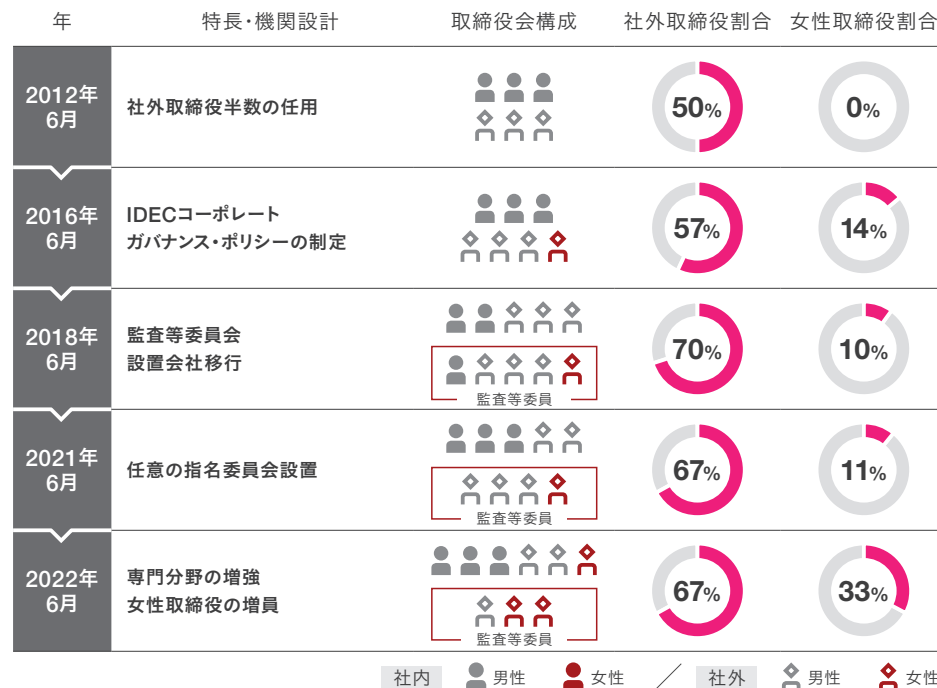 年 特長・機関設計 取締役会構成 社外取締役割合 女性取締役割合
2012年
6月
社外取締役半数の任用
50%
0%
2016年
6月
IDECコーポレート
ガバナンス・ポリシーの制定
57%
14%
2018年
6月
監査等委員会
設置会社移行
監査等委員
70%
10%
2021年
6月
任意の指名委員会設置
監査等委員
67%
11%
2022年
6月
専門分野の増強
女性取締役の増員
監査等委員
67%
33%
社内 男性 女性 / 社外 男性 女性